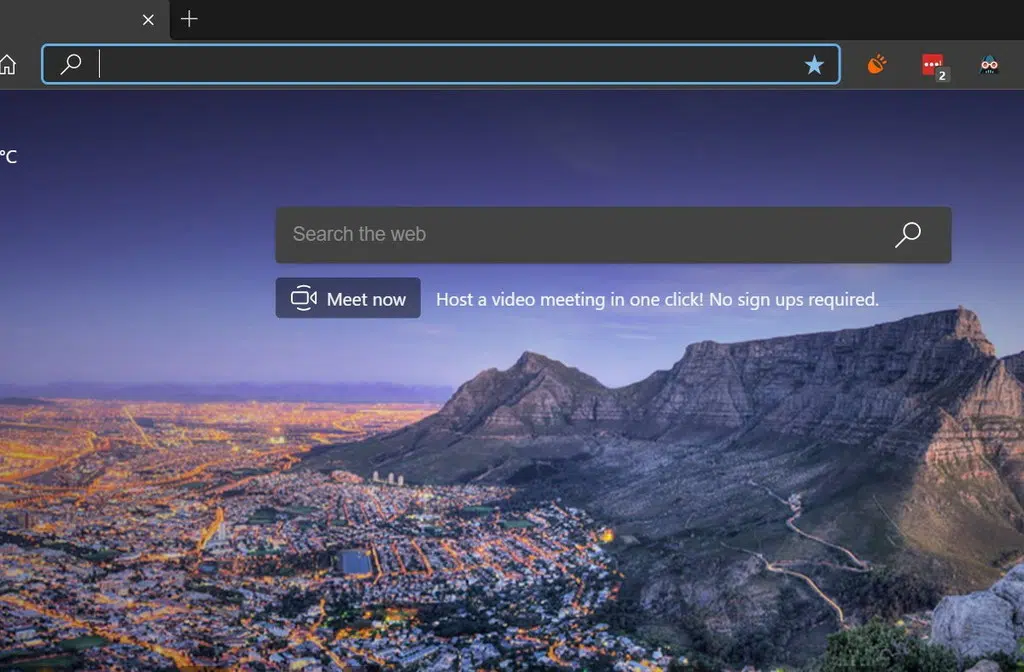 2
°C
Search the web
Meet now
Host a video meeting in one click! No sign ups required.